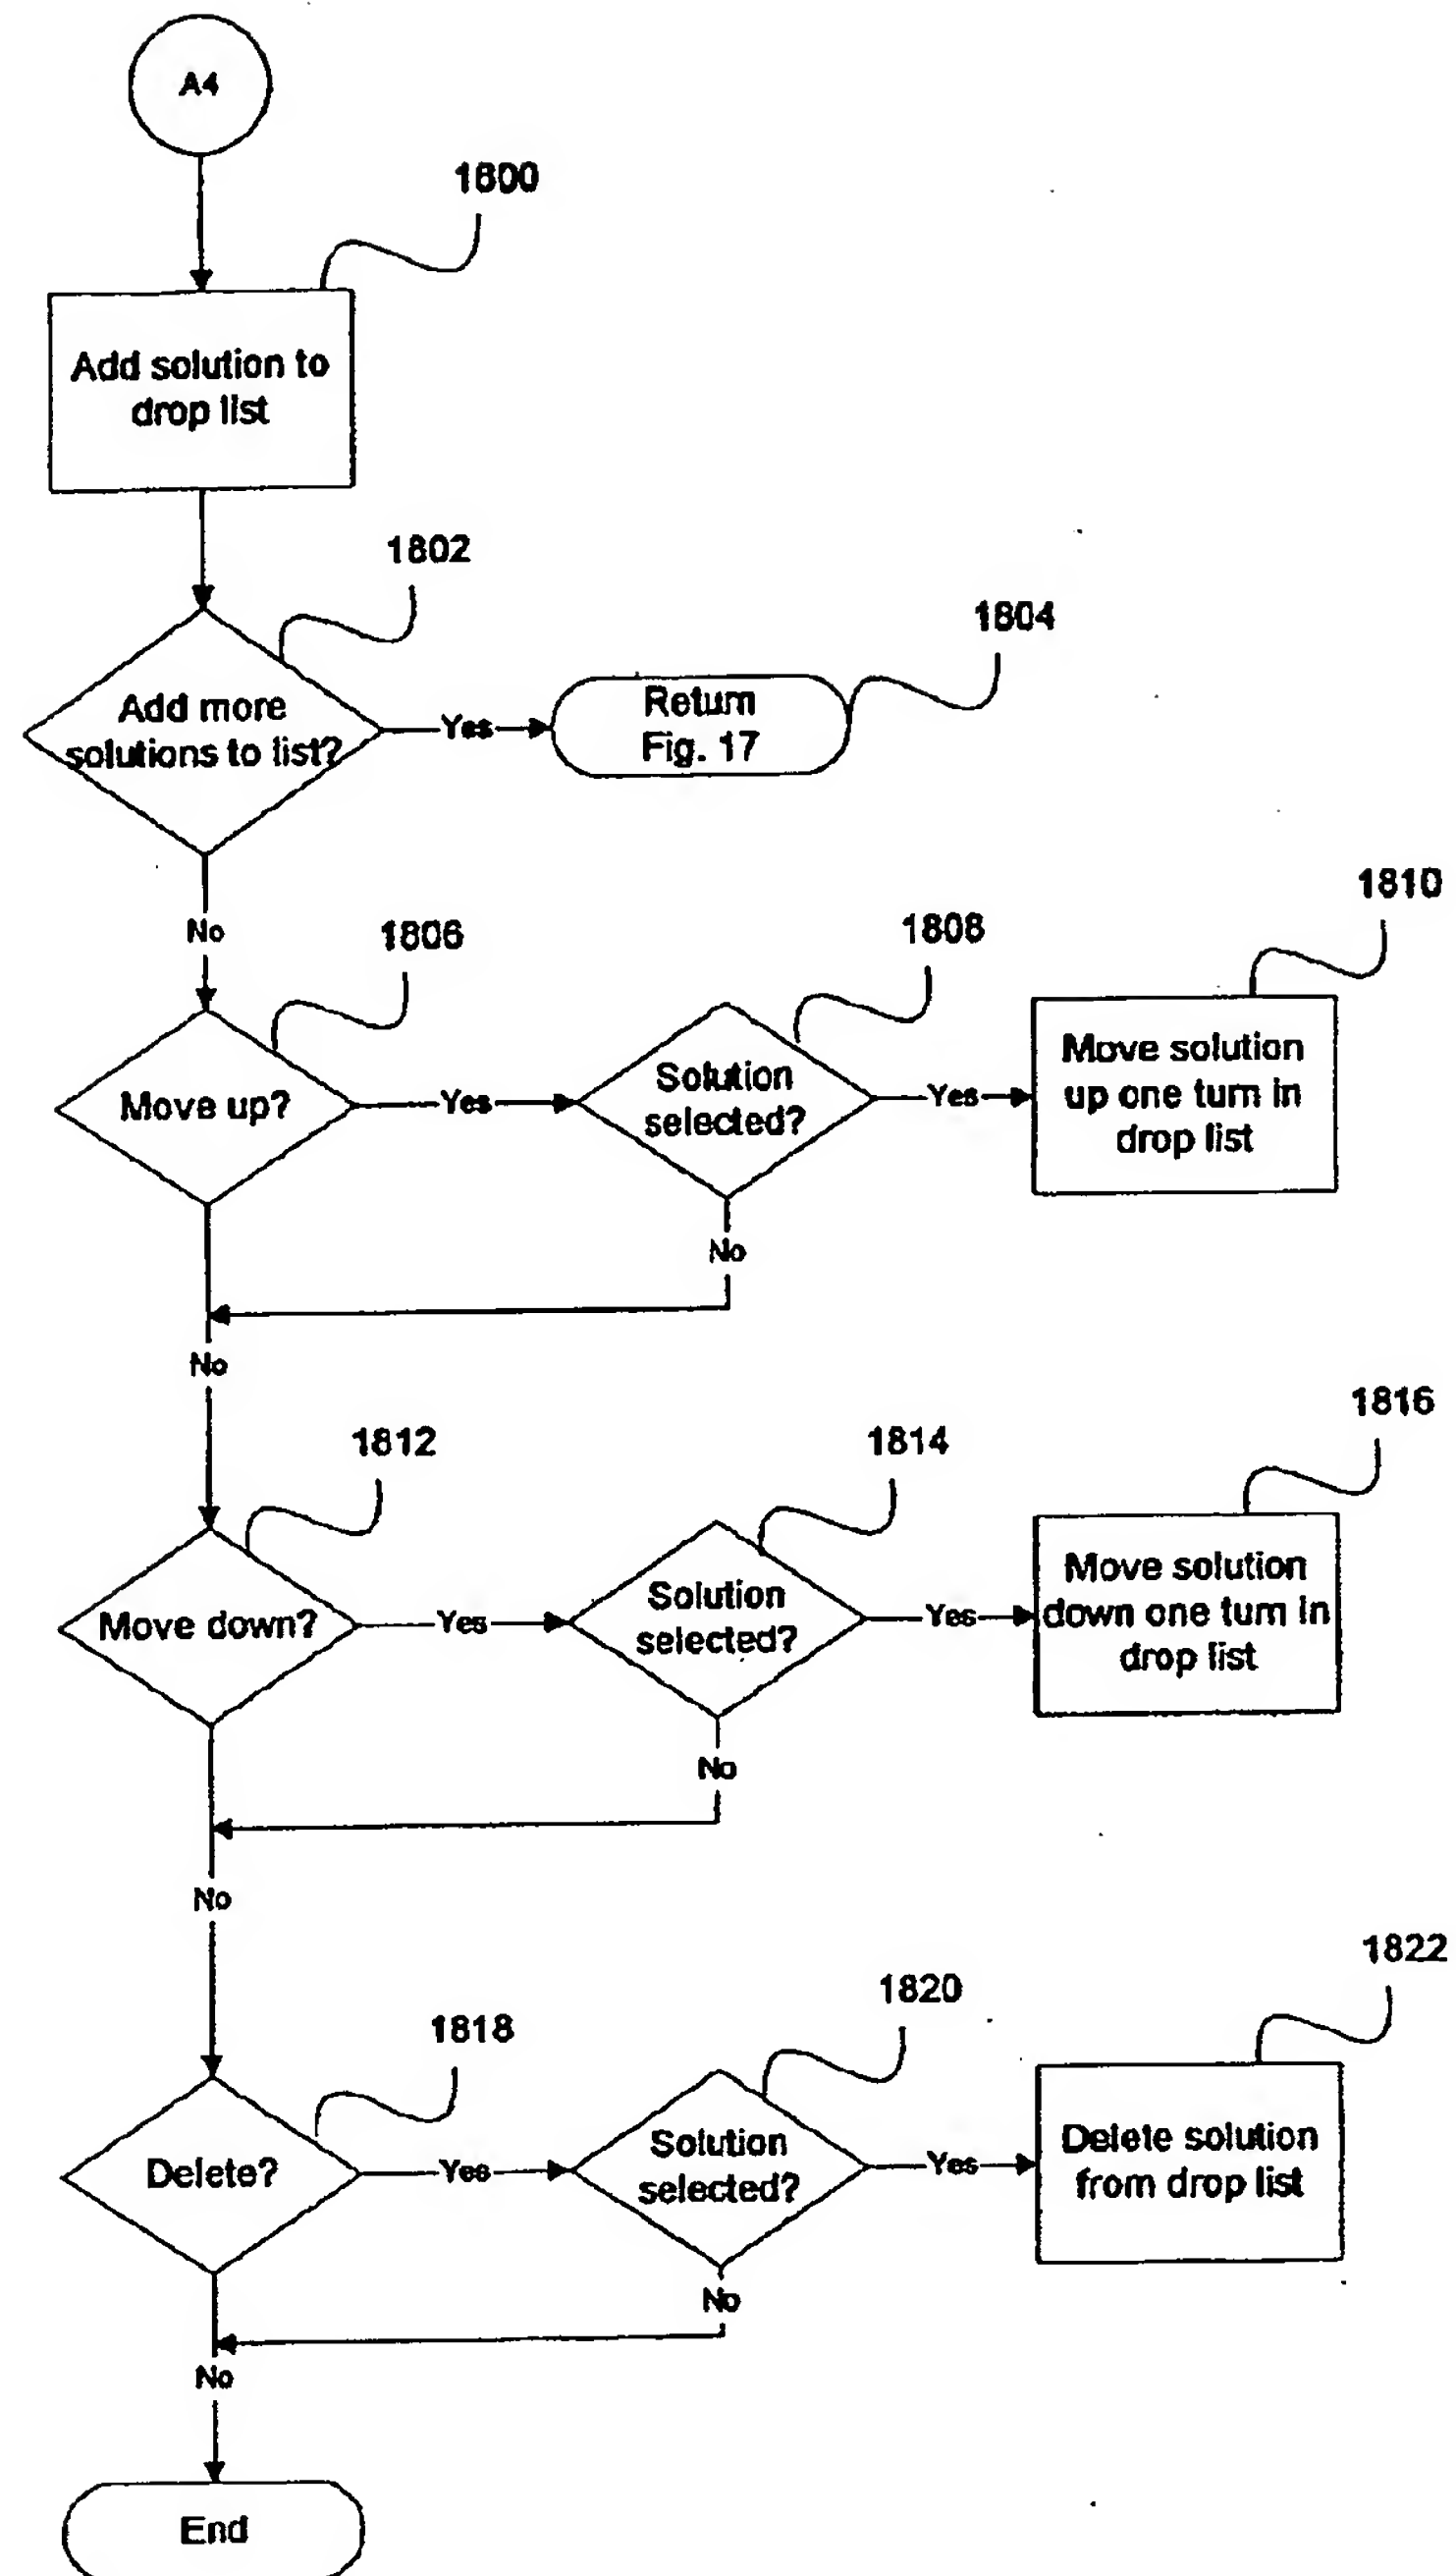 A4
1800
Add solution to
drop list
1802
Add more
solutions to list?
Yes
1804
Return
Fig. 17
No
1806
Move up?
Yes
1808
Solution
selected?
Yes
1810
Move solution
up one turn in
drop list
No
No
1812
Move down?
Yes
1814
Solution
selected?
Yes
1816
Move solution
down one turn in
drop list
No
No
1818
Delete?
Yes
1820
Solution
selected?
Yes
1822
Delete solution
from drop list
No
No
End